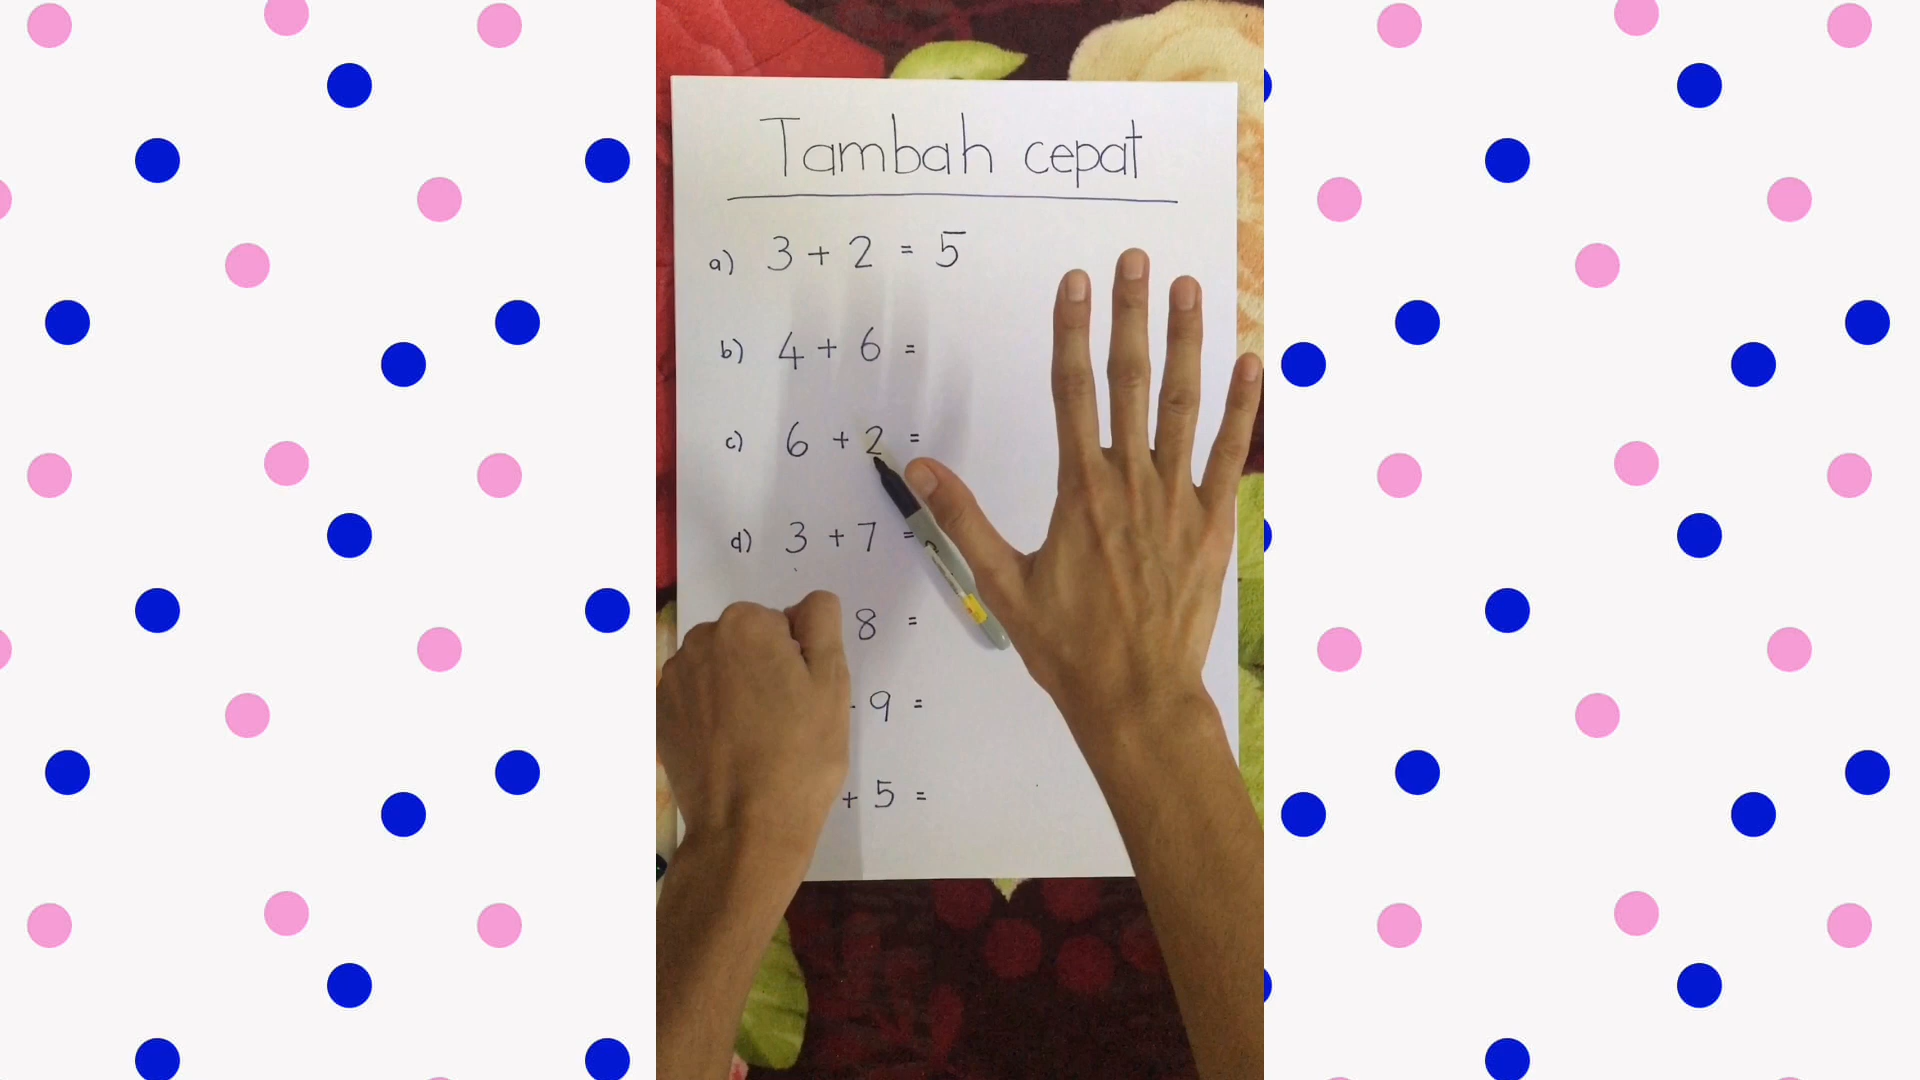 Tambah cepat
a) 3 + 2 = 5
b) 4 + 6 =
c) 6 + 2 =
d) 3 + 7 =
8 =
9 =
+ 5 =